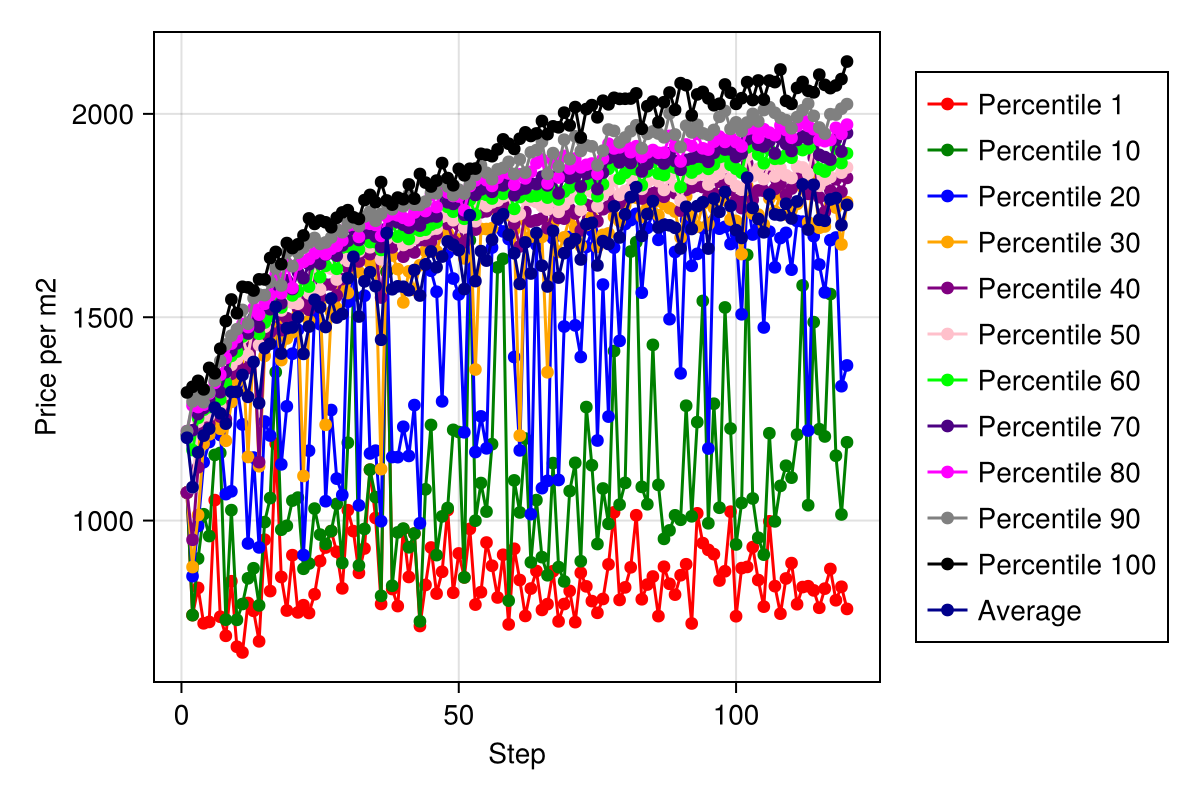 2000
1500
1000
Price per m2
0
50
100
Step
Percentile 1
Percentile 10
Percentile 20
Percentile 30
Percentile 40
Percentile 50
Percentile 60
Percentile 70
Percentile 80
Percentile 90
Percentile 100
Average